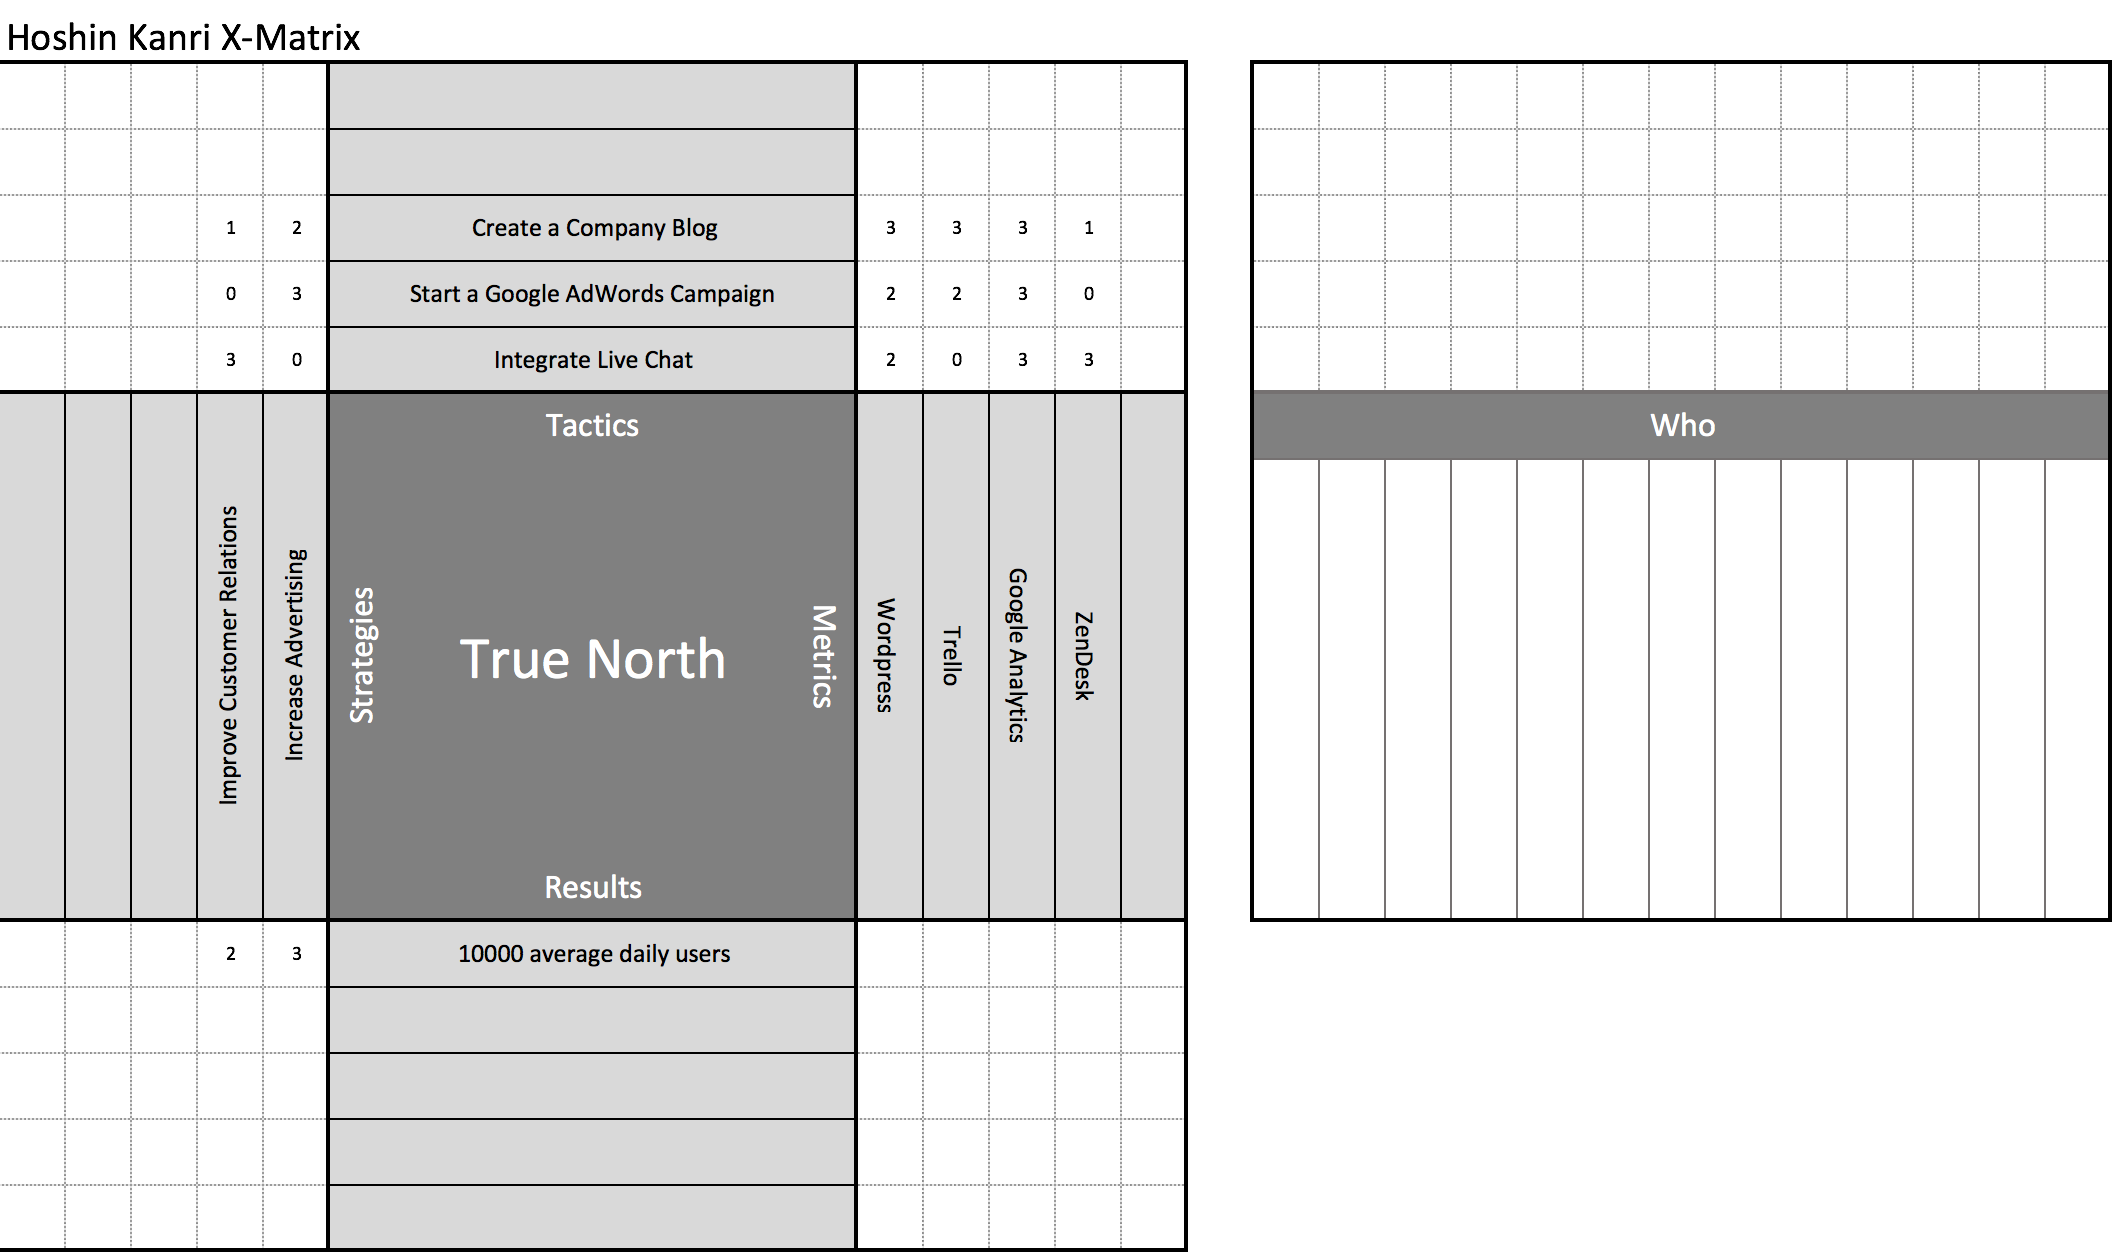 Hoshin Kanri X-Matrix
1 2 Create a Company Blog 3 3 3 1
0 3 Start a Google AdWords Campaign 2 2 3 0
3 0 Integrate Live Chat 2 0 3 3
Tactics
Who
Improve Customer Relations
Increase Advertising
Strategies
True North
Metrics
Wordpress
Trello
Google Analytics
ZenDesk
Results
2 3 10000 average daily users